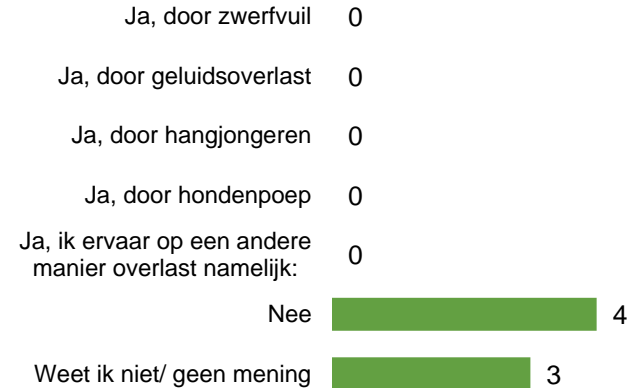 Ja, door zwerfvuil 0
Ja, door geluidsoverlast 0
Ja, door hangjongeren 0
Ja, door hondenpoep 0
Ja, ik ervaar op een andere
manier overlast namelijk: 0
Nee 4
Weet ik niet/ geen mening 3